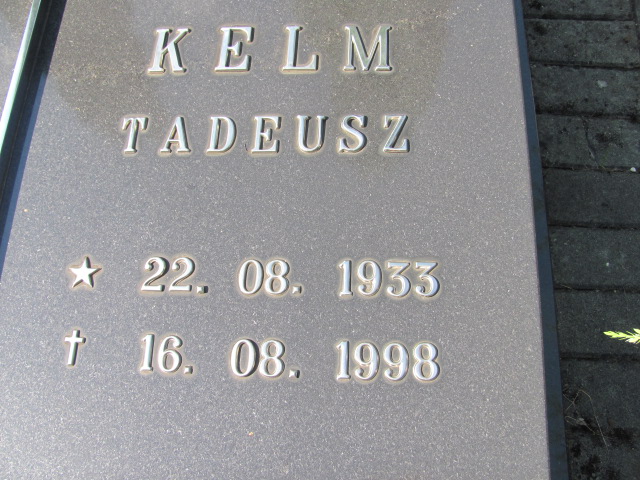 KELM
TADEUSZ
★ 22. 08. 1933
† 16. 08. 1998